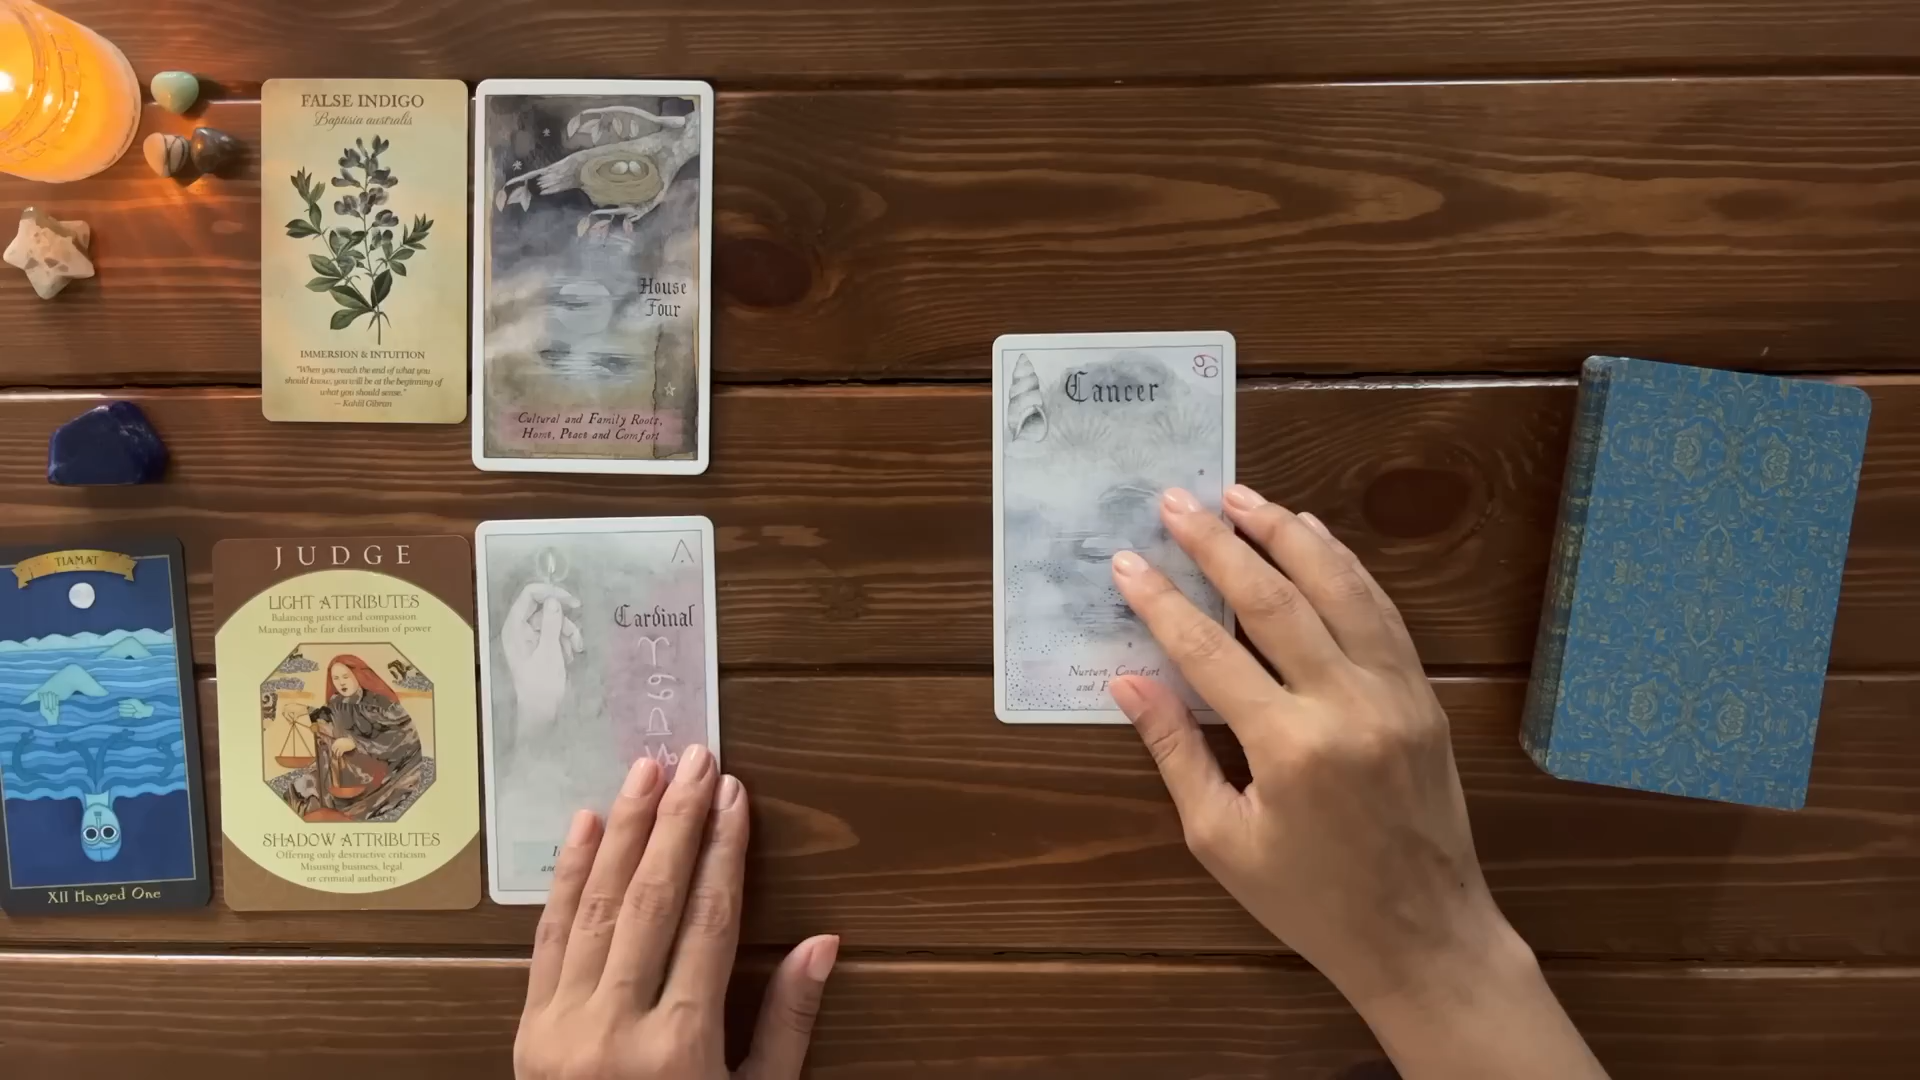 FALSE INDIGO
Baptisia australis
IMMERSION & INTUITION
"When you reach the end of what you
should know, you will be at the beginning of
what you should sense."
-- Kahlil Gibran
House
Four
Cultural and Family Roots,
Home, Peace and Comfort
Cancer
Nurture, Comfort
and
TIAMAT
XII Hanged One
JUDGE
LIGHT ATTRIBUTES
Balancing justice and compassion
Managing the fair distribution of power
SHADOW ATTRIBUTES
Offering only destructive criticism
Misusing business, legal
or criminal authority
Cardinal